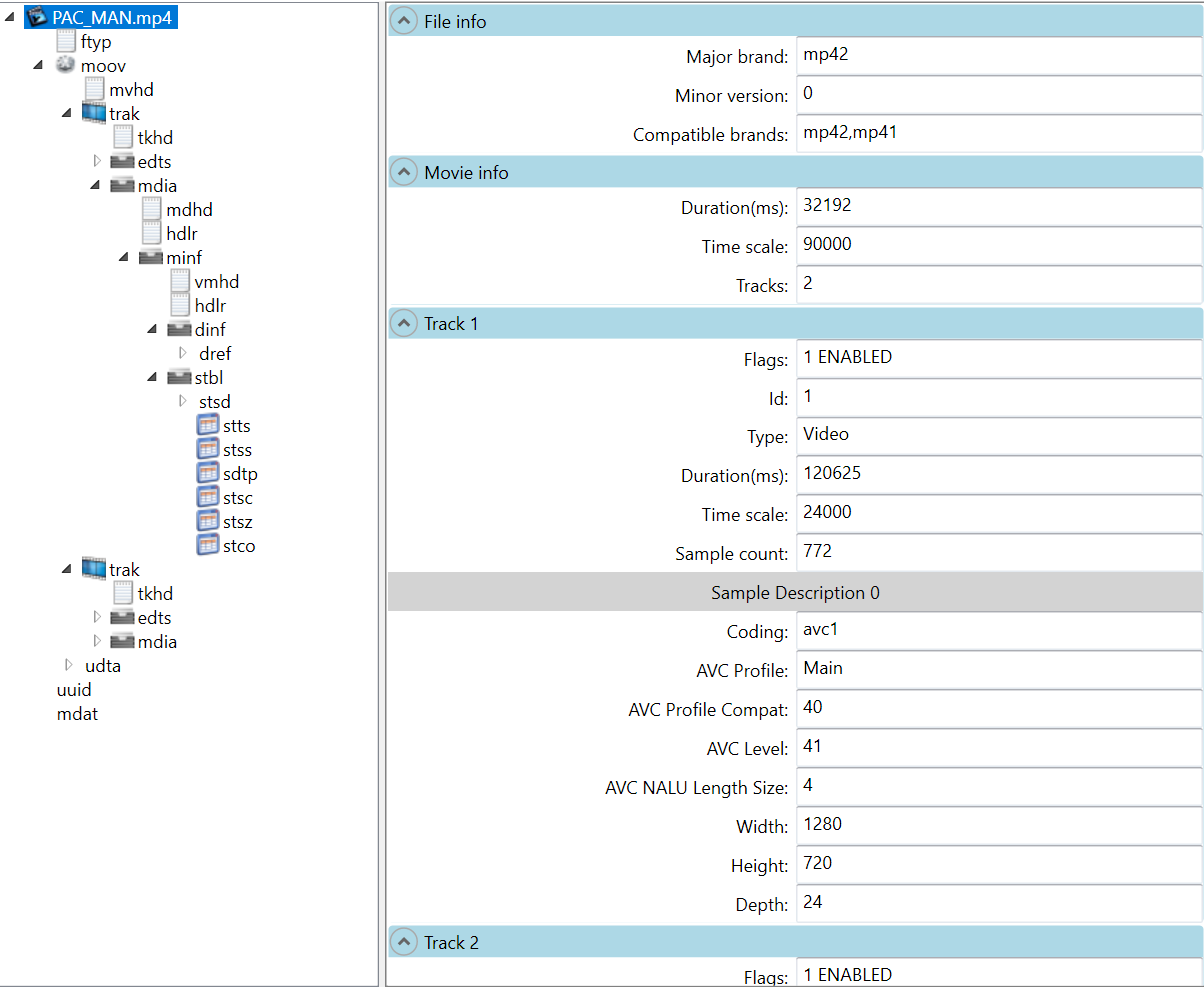 PAC_MAN.mp4
ftyp
moov
mvhd
trak
tkhd
edts
mdia
mdhd
hdlr
minf
vmhd
hdlr
dinf
dref
stbl
stsd
stts
stss
sdtp
stsc
stsz
stco
trak
tkhd
edts
mdia
udta
uuid
mdat
File info
Major brand: mp42
Minor version: 0
Compatible brands: mp42,mp41
Movie info
Duration(ms): 32192
Time scale: 90000
Tracks: 2
Track 1
Flags: 1 ENABLED
Id: 1
Type: Video
Duration(ms): 120625
Time scale: 24000
Sample count: 772
Sample Description 0
Coding: avc1
AVC Profile: Main
AVC Profile Compat: 40
AVC Level: 41
AVC NALU Length Size: 4
Width: 1280
Height: 720
Depth: 24
Track 2
Flags: 1 ENABLED